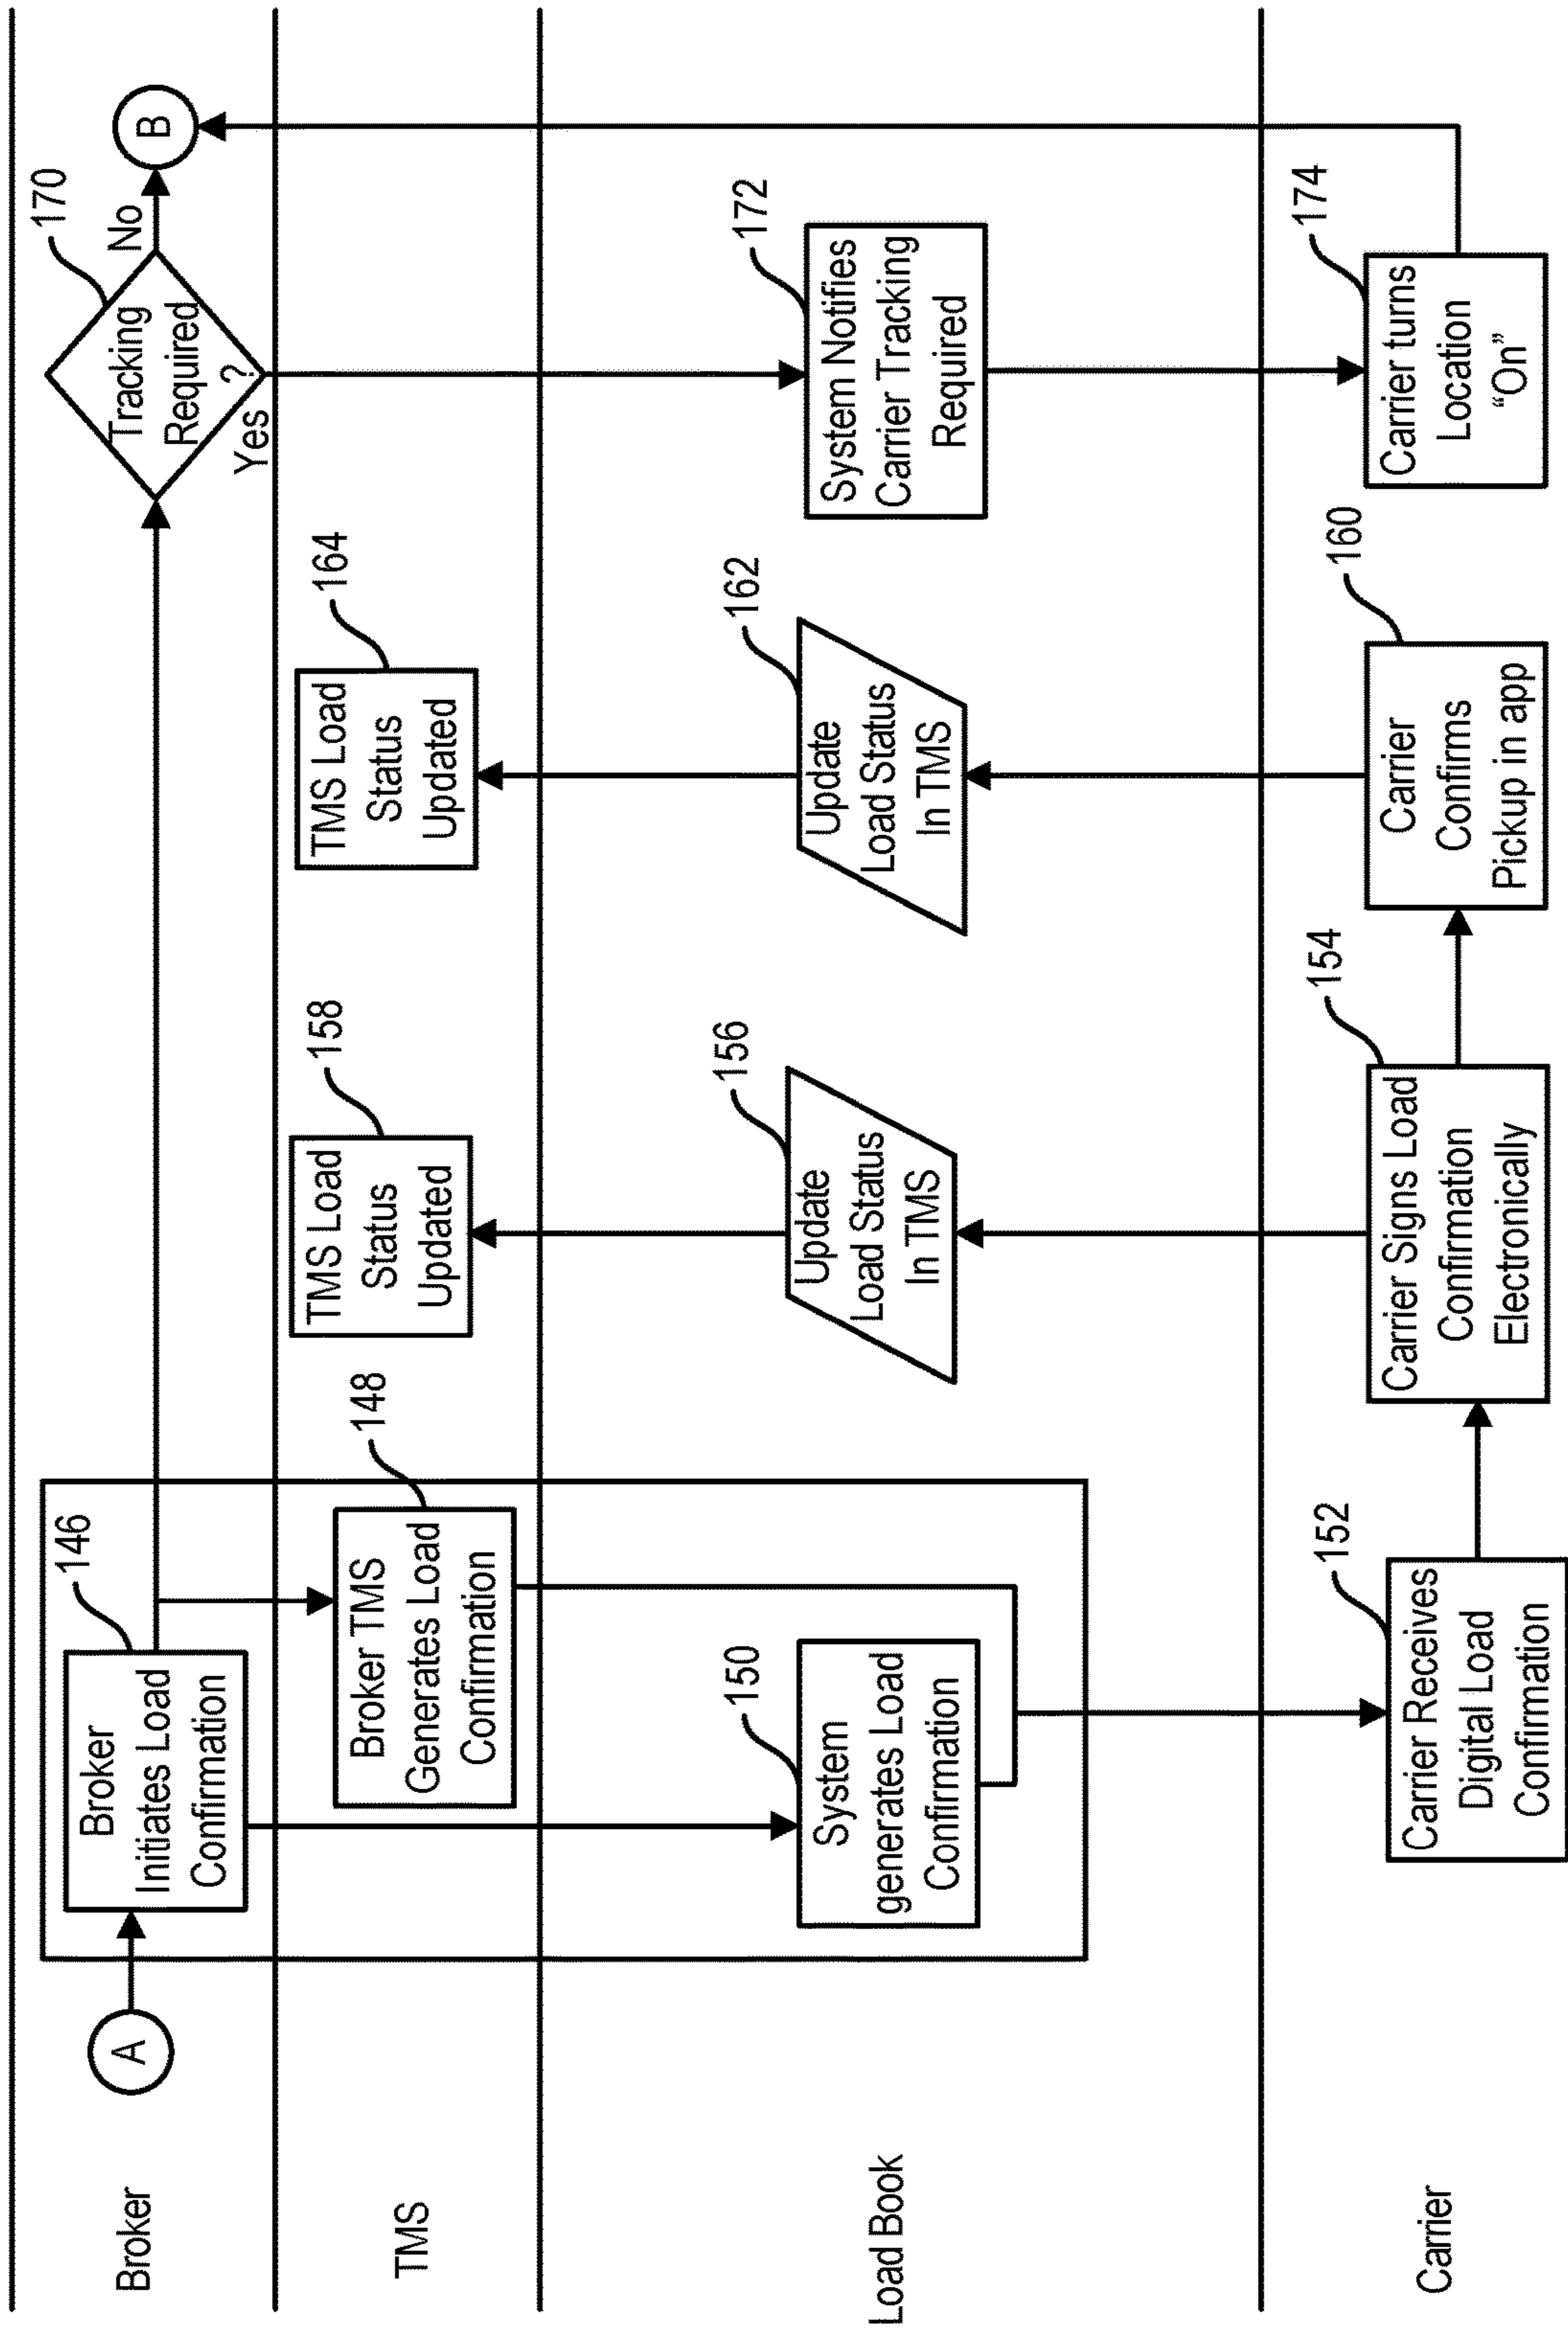 Broker
A
Broker
Initiates Load
Confirmation
146
Tracking
Required
?
170
No
Yes
B
TMS
Broker TMS
Generates Load
Confirmation
148
TMS Load
Status
Updated
158
TMS Load
Status
Updated
164
Load Book
System
generates Load
Confirmation
150
Update
Load Status
In TMS
156
Update
Load Status
In TMS
162
System Notifies
Carrier Tracking
Required
172
Carrier
Carrier Receives
Digital Load
Confirmation
152
Carrier Signs Load
Confirmation
Electronically
154
Carrier
Confirms
Pickup in app
160
Carrier turns
Location
“On”
174